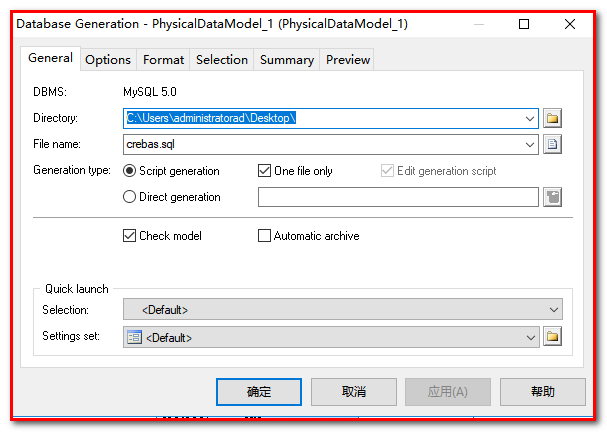 Database Generation - PhysicalDataModel_1 (PhysicalDataModel_1)
General Options Format Selection Summary Preview
DBMS: MySQL 5.0
Directory: C:\Users\administratorad\Desktop\
File name: crebas.sql
Generation type: Script generation One file only Edit generation script
Direct generation
Check model Automatic archive
Quick launch
Selection: <Default>
Settings set: <Default>
确定 取消 应用(A) 帮助